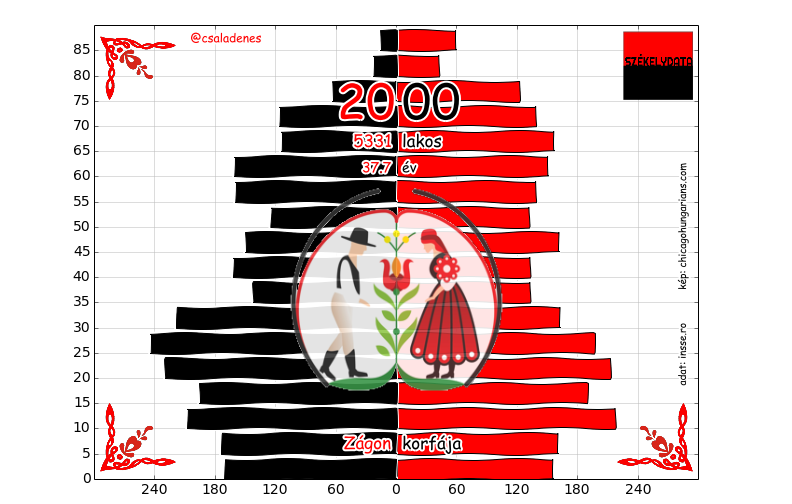 @csaladenes
SZÉKELYDATA
2000
5331 lakos
37.7 év
kép: chicagohungarians.com
adat: insse.ro
Zágon korfája
85
80
75
70
65
60
55
50
45
40
35
30
25
20
15
10
5
0
240 180 120 60 0 60 120 180 240